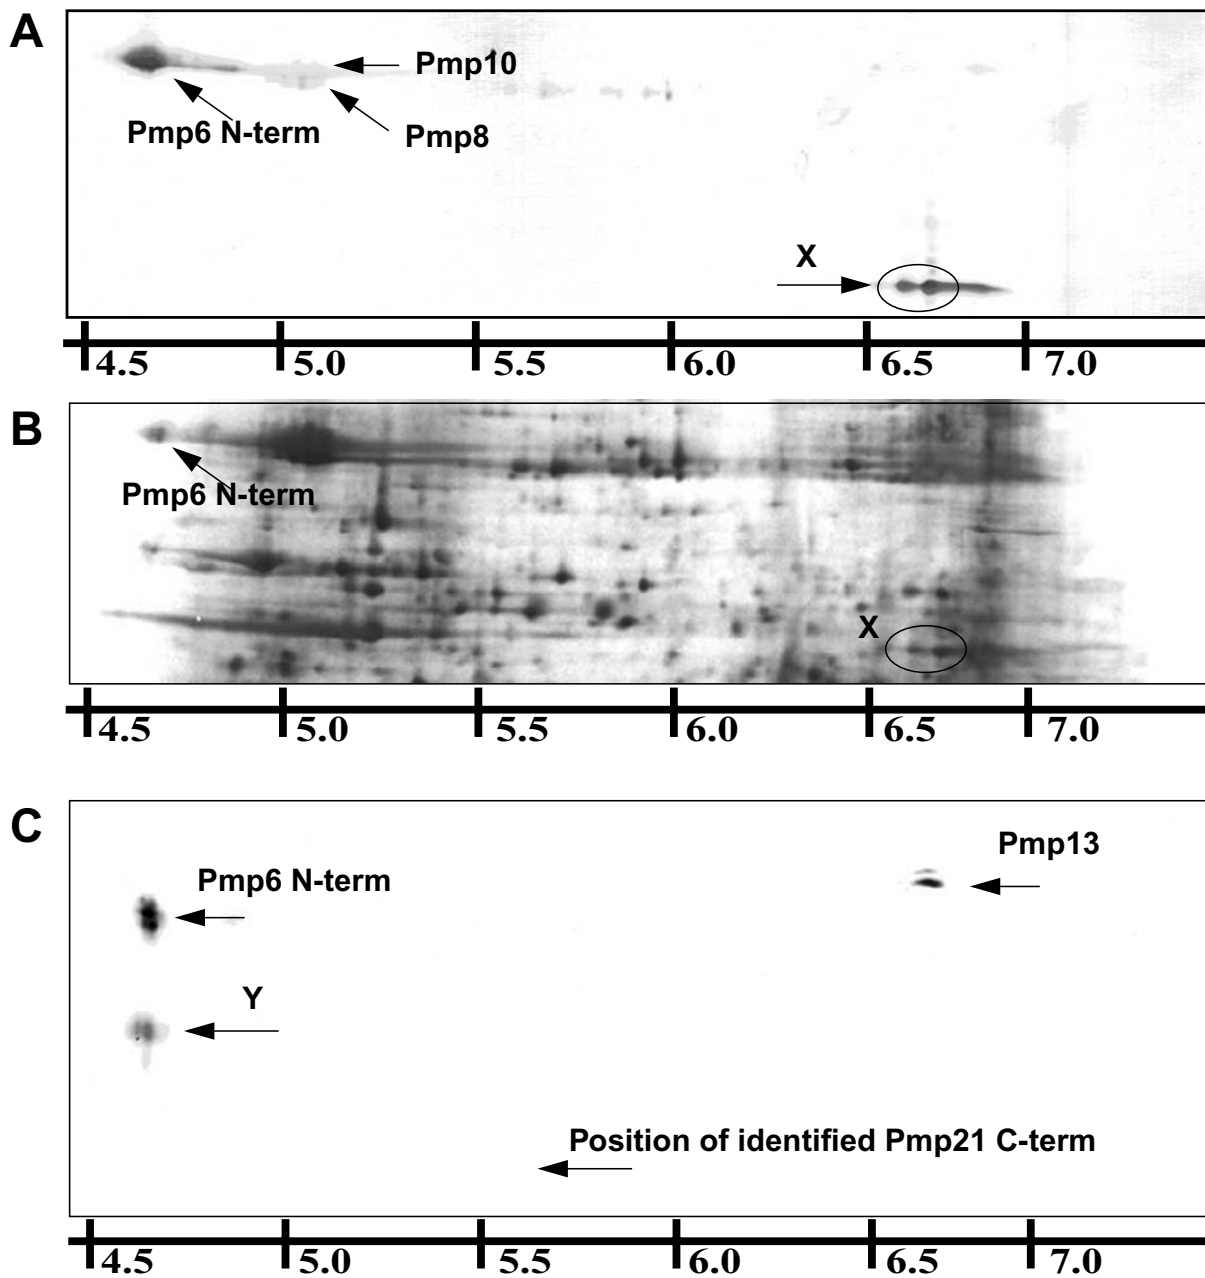 A
Pmp10
Pmp6 N-term
Pmp8
X
4.5 5.0 5.5 6.0 6.5 7.0
B
Pmp6 N-term
X
4.5 5.0 5.5 6.0 6.5 7.0
C
Pmp13
Pmp6 N-term
Y
Position of identified Pmp21 C-term
4.5 5.0 5.5 6.0 6.5 7.0